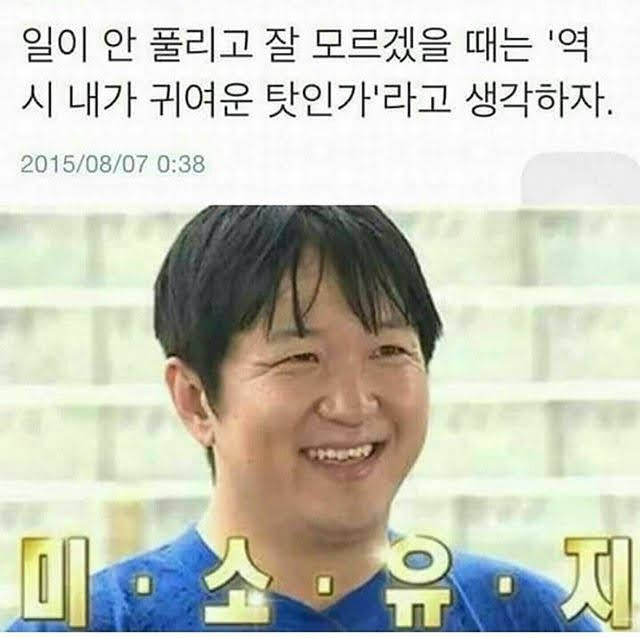 일이 안 풀리고 잘 모르겠을 때는 '역
시 내가 귀여운 탓인가'라고 생각하자.
2015/08/07 0:38
미·소·유·지